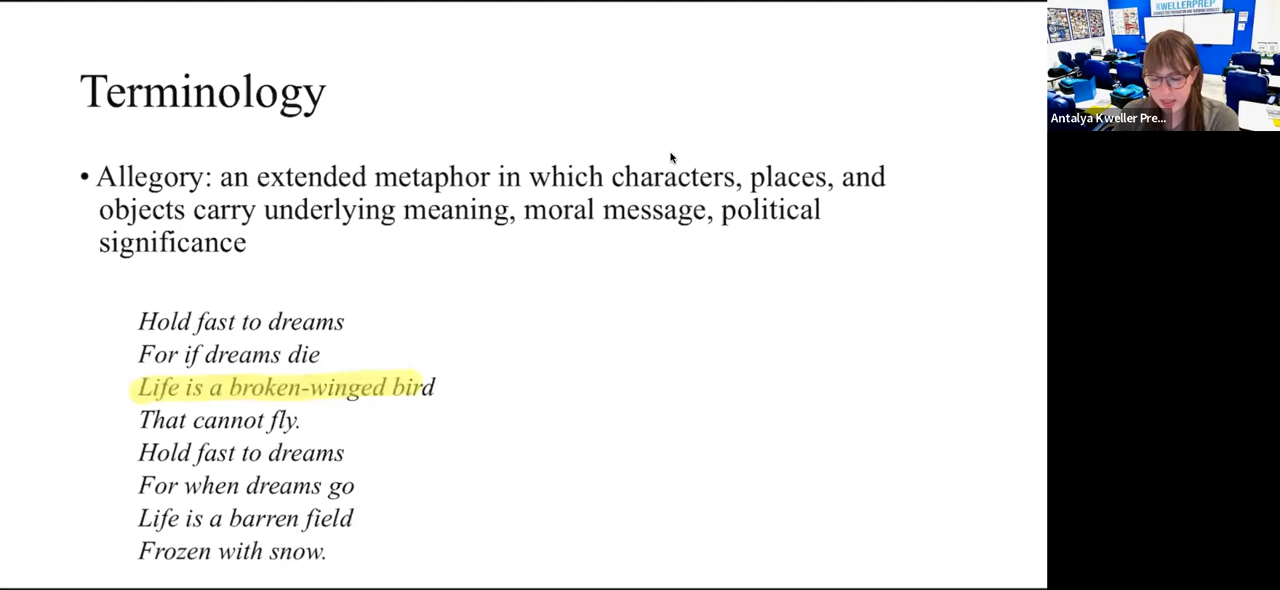 Terminology
• Allegory: an extended metaphor in which characters, places, and
objects carry underlying meaning, moral message, political
significance
Hold fast to dreams
For if dreams die
Life is a broken-winged bird
That cannot fly.
Hold fast to dreams
For when dreams go
Life is a barren field
Frozen with snow.
KWELLERPREP
Antalya Kweller Pre...